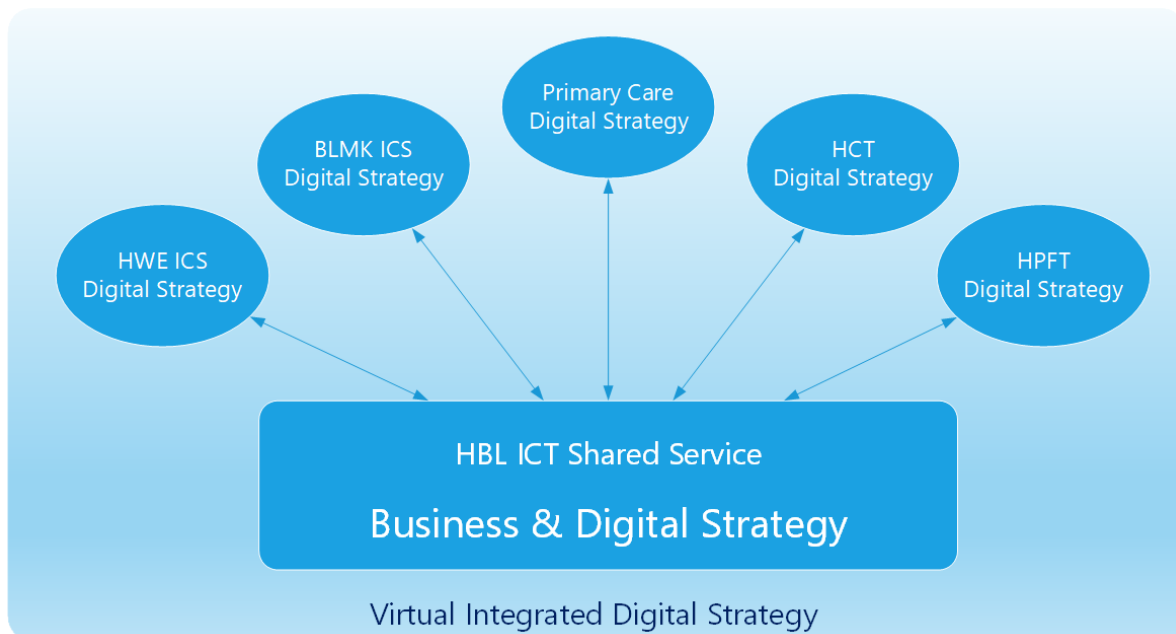 Primary Care
Digital Strategy
BLMK ICS
Digital Strategy
HCT
Digital Strategy
HWE ICS
Digital Strategy
HPFT
Digital Strategy
HBL ICT Shared Service
Business & Digital Strategy
Virtual Integrated Digital Strategy